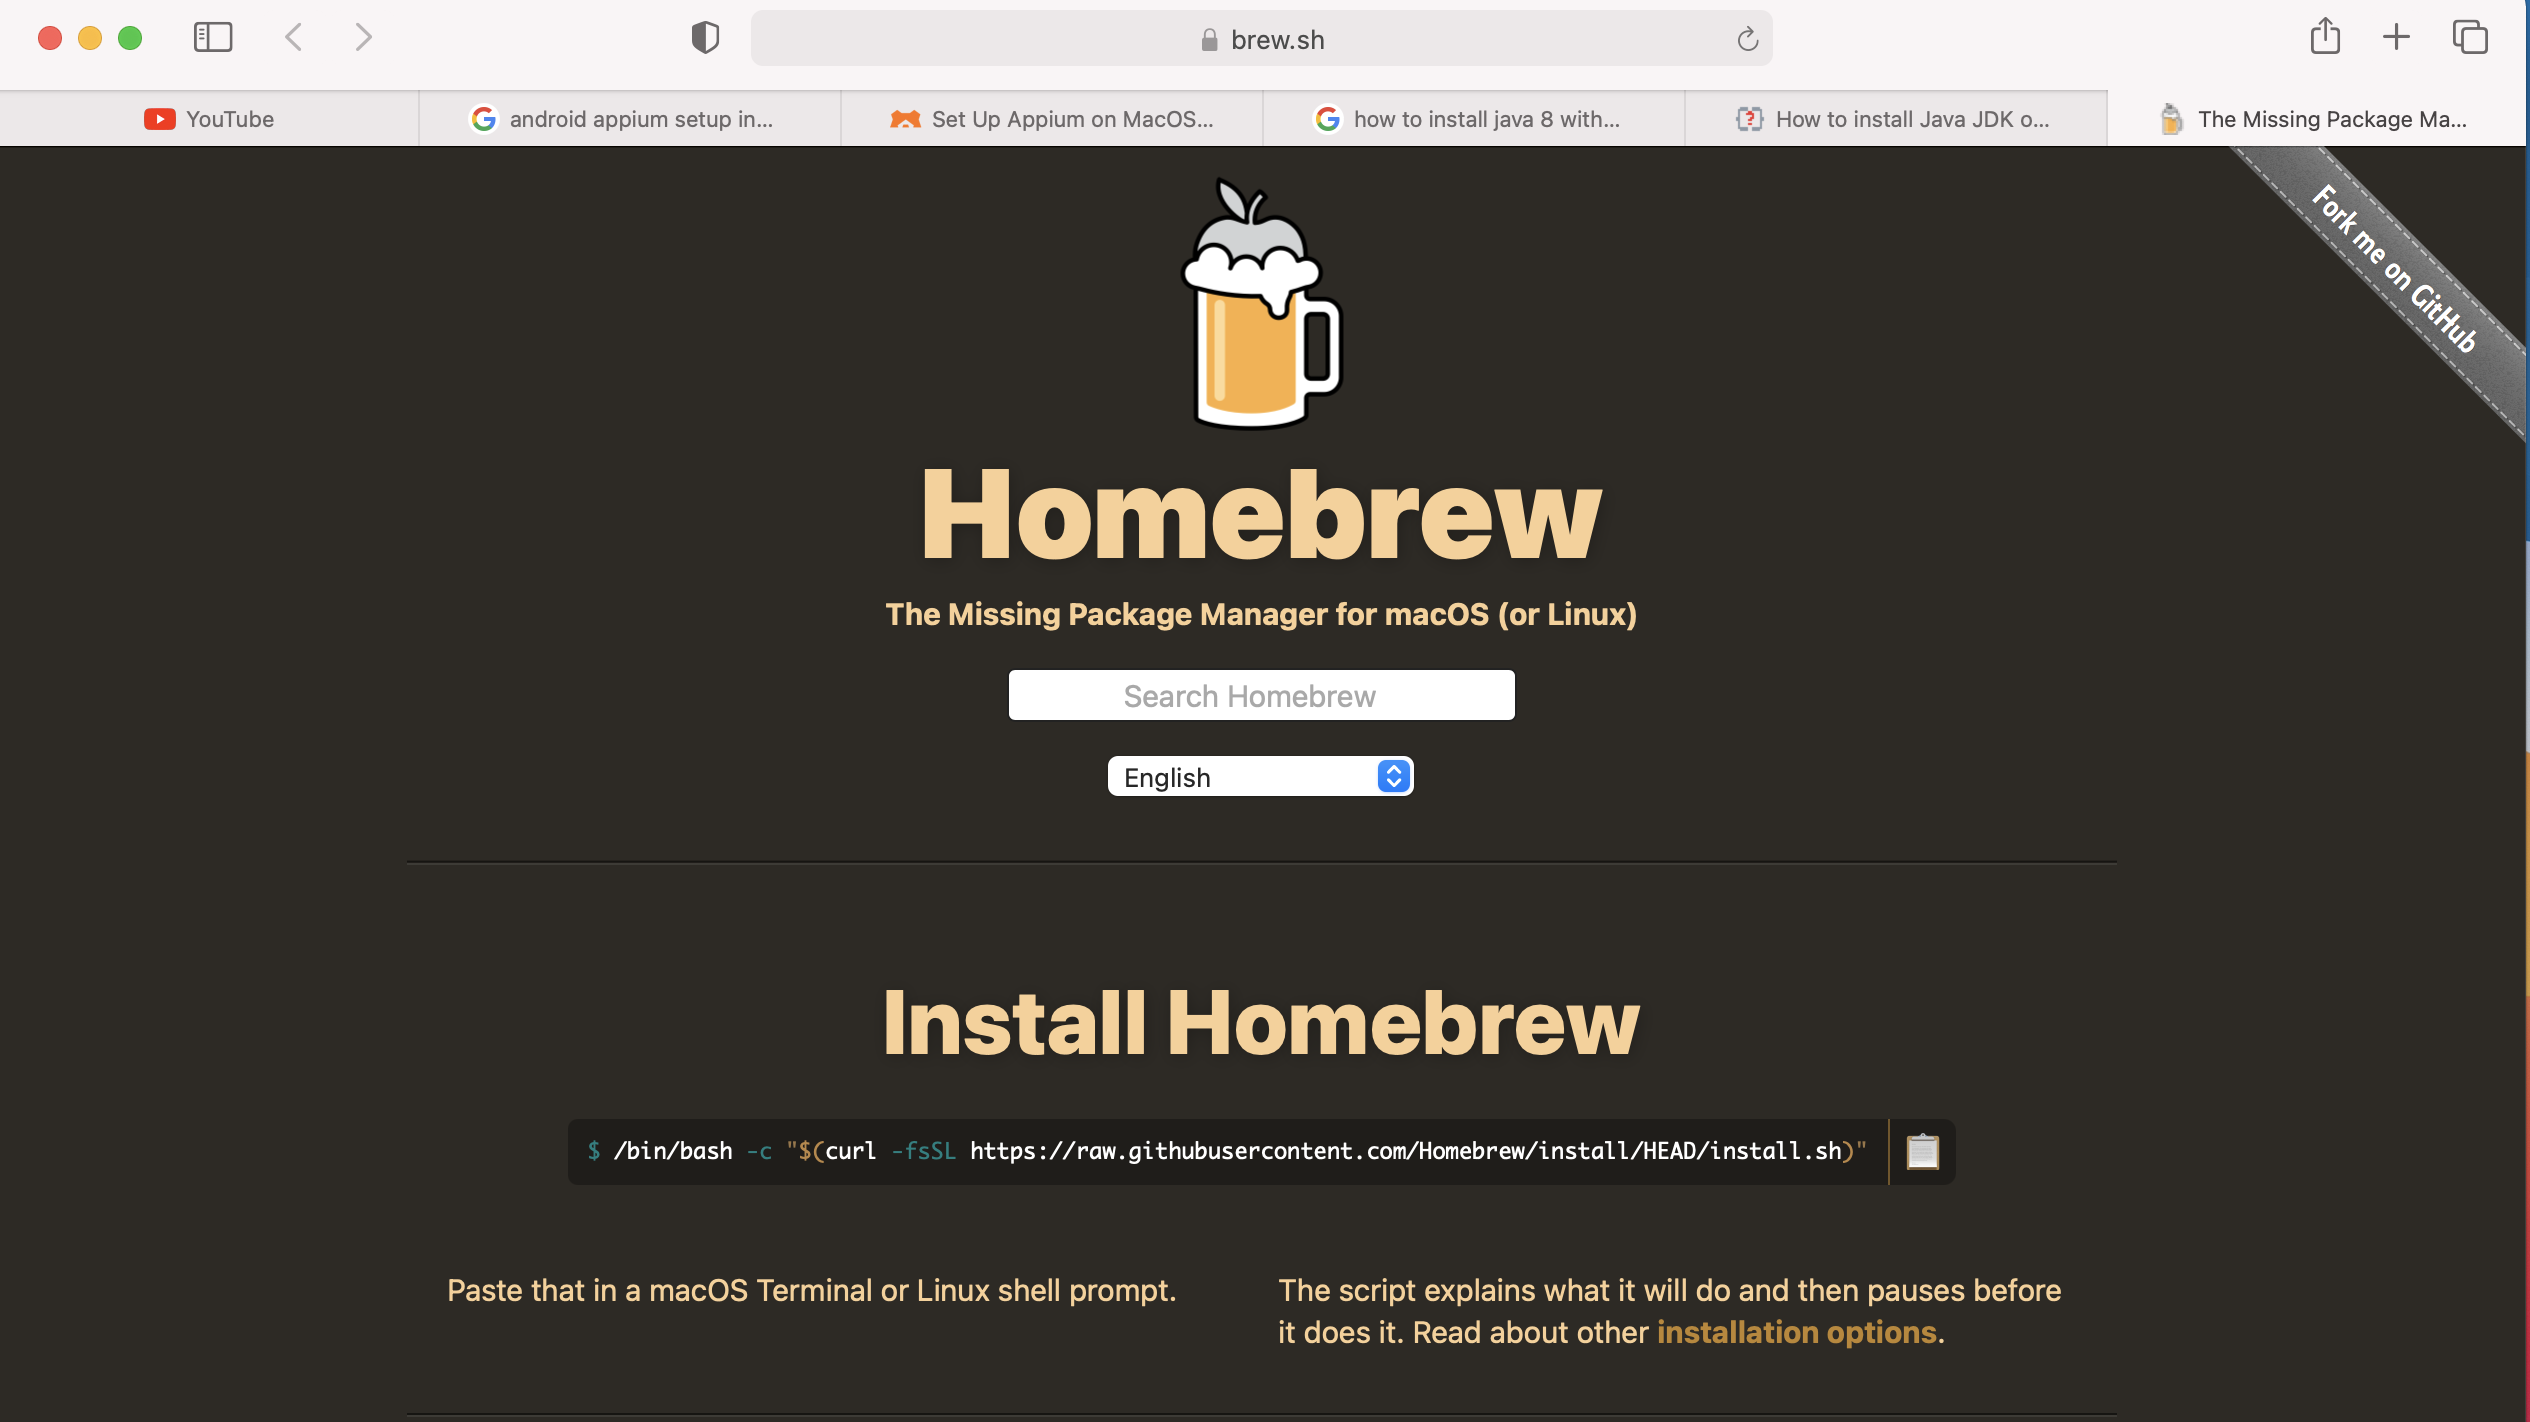 brew.sh
YouTube
android appium setup in...
Set Up Appium on MacOS...
how to install java 8 with...
How to install Java JDK o...
The Missing Package Ma...
Fork me on GitHub
Homebrew
The Missing Package Manager for macOS (or Linux)
Search Homebrew
English
Install Homebrew
$ /bin/bash -c "$(curl -fsSL https://raw.githubusercontent.com/Homebrew/install/HEAD/install.sh)"
Paste that in a macOS Terminal or Linux shell prompt.
The script explains what it will do and then pauses before
it does it. Read about other installation options.